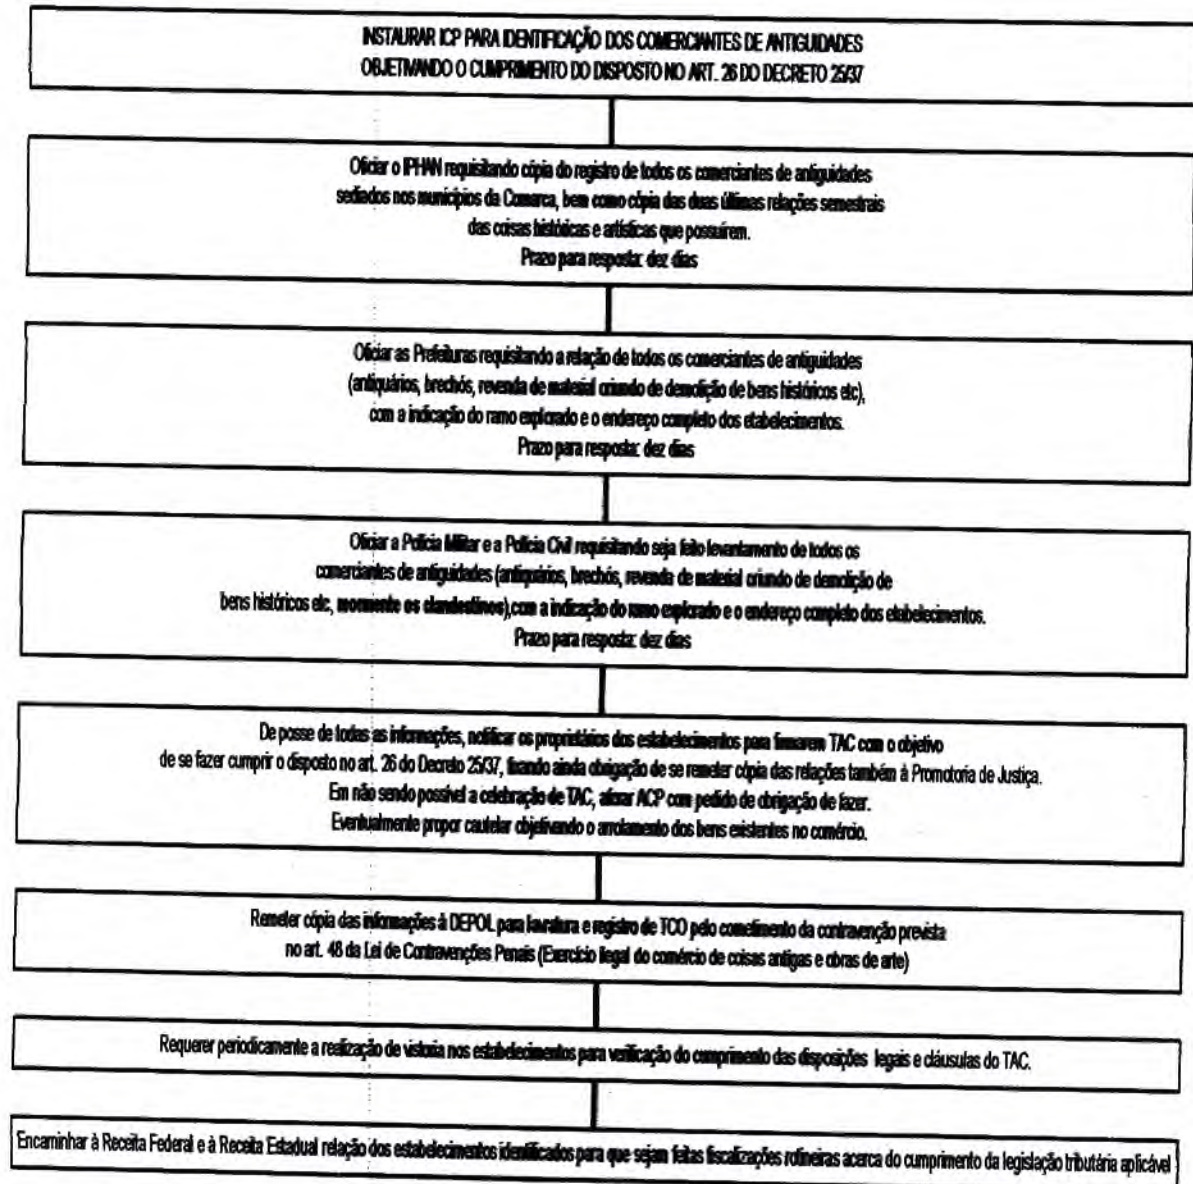 INSTAURAR ICP PARA IDENTIFICAÇÃO DOS COMERCIANTES DE ANTIGUIDADES
OBJETIVANDO O CUMPRIMENTO DO DISPOSTO NO ART. 26 DO DECRETO 25/37
Oficiar o IPHAN requisitando cópia do registro de todos os comerciantes de antiguidades
sediados nos municípios da Comarca, bem como cópia das duas últimas relações semestrais
das coisas históricas e artísticas que possuírem.
Prazo para resposta: dez dias
Oficiar as Prefeituras requisitando a relação de todos os comerciantes de antiguidades
(antiquários, brechós, revenda de material oriundo de demolição de bens históricos etc),
com a indicação do ramo explorado e o endereço completo dos etabelecimentos.
Prazo para resposta: dez dias
Oficiar a Polícia Militar e a Polícia Civil requisitando seja feito levantamento de todos os
comerciantes de antiguidades (antiquários, brechós, revenda de material oriundo de demolição de
bens históricos etc, mormente os clandestinos),com a indicação do ramo explorado e o endereço completo dos etabelecimentos.
Prazo para resposta: dez dias
De posse de todas as informações, notificar os proprietários dos estabelecimentos para firmarem TAC com o objetivo
de se fazer cumprir o disposto no art. 26 do Decreto 25/37, fixando ainda obrigação de se remeter cópia das relações também à Promotoria de Justiça.
Em não sendo possível a celebração de TAC, aforar ACP com pedido de obrigação de fazer.
Eventualmente propor cautelar objetivendo o arrolamento dos bens existentes no comércio.
Remeter cópia das informações à DEPOL para lavratura e registro de TCO pelo cometimento da contravenção prevista
no art. 48 da Lei de Contravenções Penais (Exercício ilegal do comércio de coisas antigas e obras de arte)
Requerer periodicamente a realização de vistoria nos estabelecimentos para verificação do cumprimento das disposições legais e cláusulas do TAC.
Encaminhar à Receita Federal e à Receita Estadual relação dos estabelecimentos identificados para que sejam feitas fiscalizações rotineiras acerca do cumprimento da legislação tributária aplicável